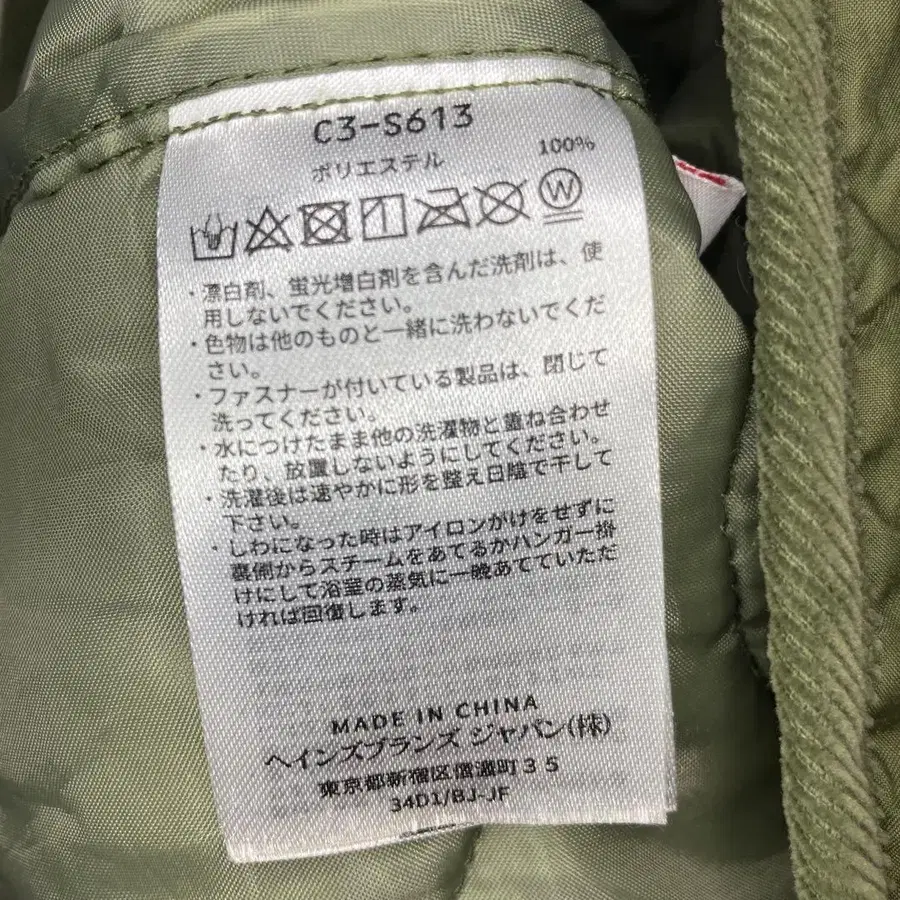 C3-S613
ポリエステル 100%
W
・漂白剤、蛍光増白剤を含んだ洗剤は、使
用しないでください。
・色物は他のものと一緒に洗わないでくだ
さい。
・ファスナーが付いている製品は、閉じて
洗ってください。
・水につけたまま他の洗濯物と重ね合わせ
たり、放置しないようにしてください。
・洗濯後は速やかに形を整え日陰で干して
下さい。
・しわになった時はアイロンがけをせずに
裏側からスチームをあてるかハンガー掛
けにして浴室の蒸気に一晩あてていただ
ければ回復します。
MADE IN CHINA
ヘインズブランズ ジャパン(株)
東京都新宿区信濃町35
34D1/BJ-JF